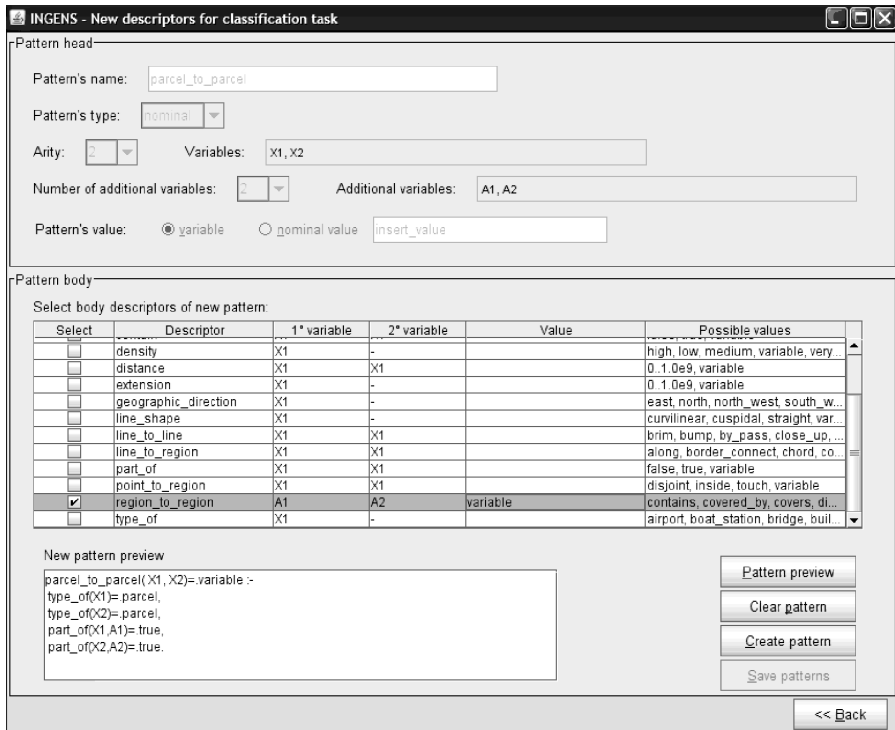 INGENS - New descriptors for classification task
Pattern head
Pattern's name: parcel_to_parcel
Pattern's type: nominal
Arity: 2 Variables: X1, X2
Number of additional variables: 2 Additional variables: A1, A2
Pattern's value: variable nominal value insert_value
Pattern body
Select body descriptors of new pattern:
Select Descriptor 1° variable 2° variable Value Possible values
density X1 - high, low, medium, variable, very...
distance X1 X1 0..1.0e9, variable
extension X1 - 0..1.0e9, variable
geographic_direction X1 - east, north, north_west, south_w...
line_shape X1 - curvilinear, cuspidal, straight, var...
line_to_line X1 X1 brim, bump, by_pass, close_up, ...
line_to_region X1 X1 along, border_connect, chord, co...
part_of X1 X1 false, true, variable
point_to_region X1 X1 disjoint, inside, touch, variable
region_to_region A1 A2 variable contains, covered_by, covers, di...
type_of X1 - airport, boat_station, bridge, buil...
New pattern preview
parcel_to_parcel( X1, X2)=.variable :-
type_of(X1)=.parcel,
type_of(X2)=.parcel,
part_of(X1,A1)=.true,
part_of(X2,A2)=.true.
Pattern preview
Clear pattern
Create pattern
Save patterns
<< Back